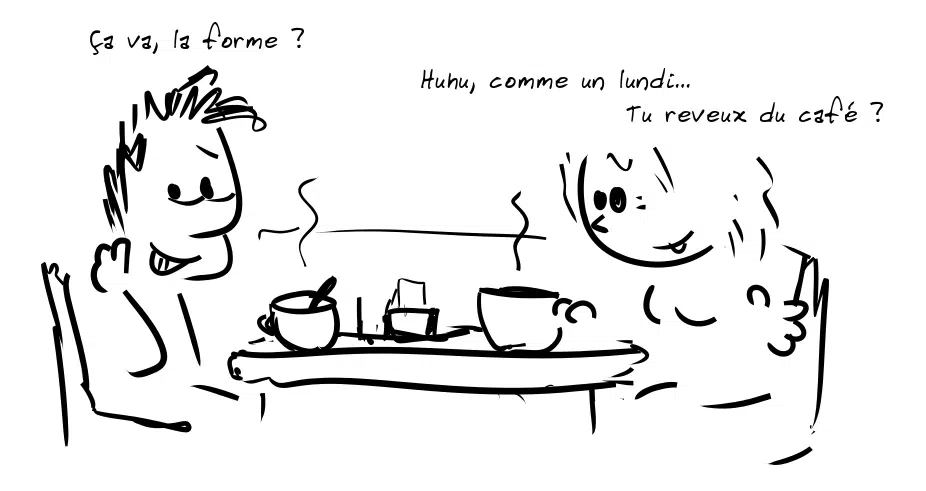 Ça va, la forme ?
Huhu, comme un lundi...
Tu reveux du café ?